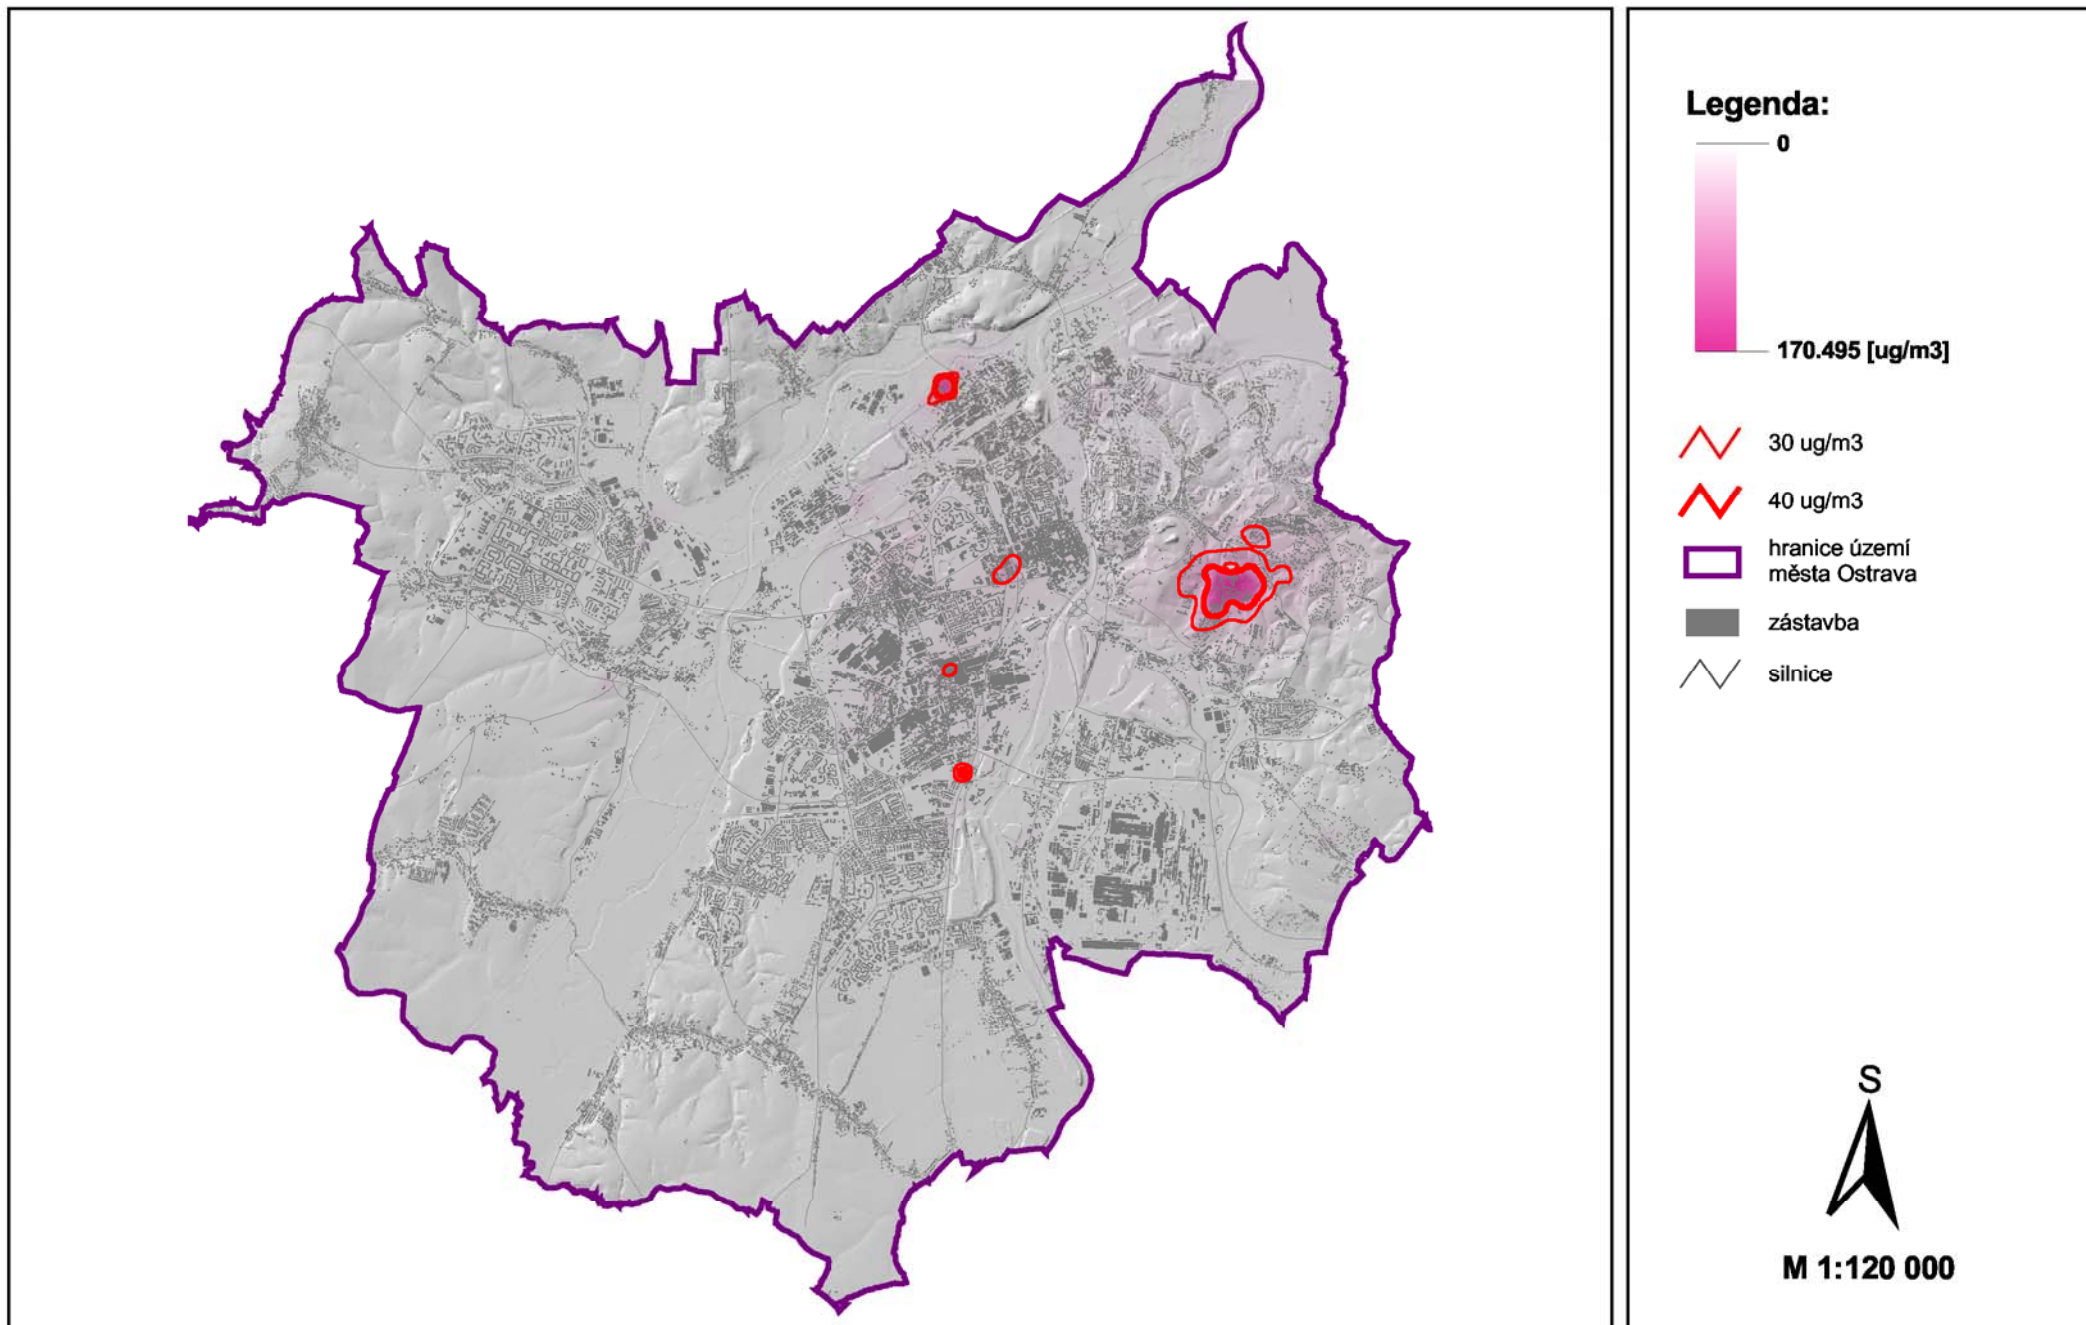 Legenda:
0
170.495 [ug/m3]
30 ug/m3
40 ug/m3
hranice území
města Ostrava
zástavba
silnice
S
M 1:120 000